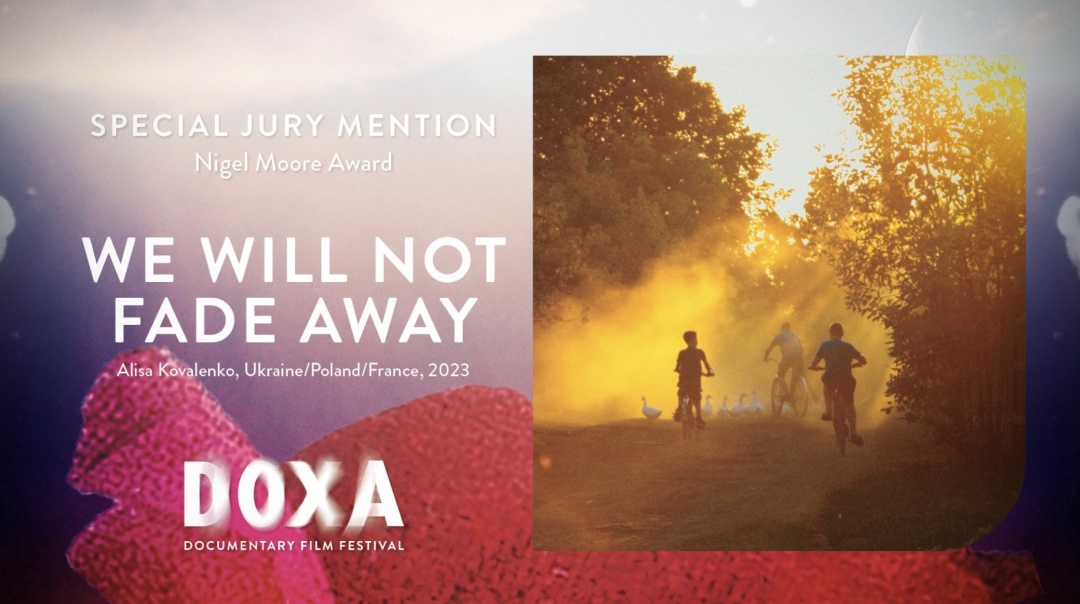 SPECIAL JURY MENTION
Nigel Moore Award
WE WILL NOT
FADE AWAY
Alisa Kovalenko, Ukraine/Poland/France, 2023
DOXA
DOCUMENTARY FILM FESTIVAL